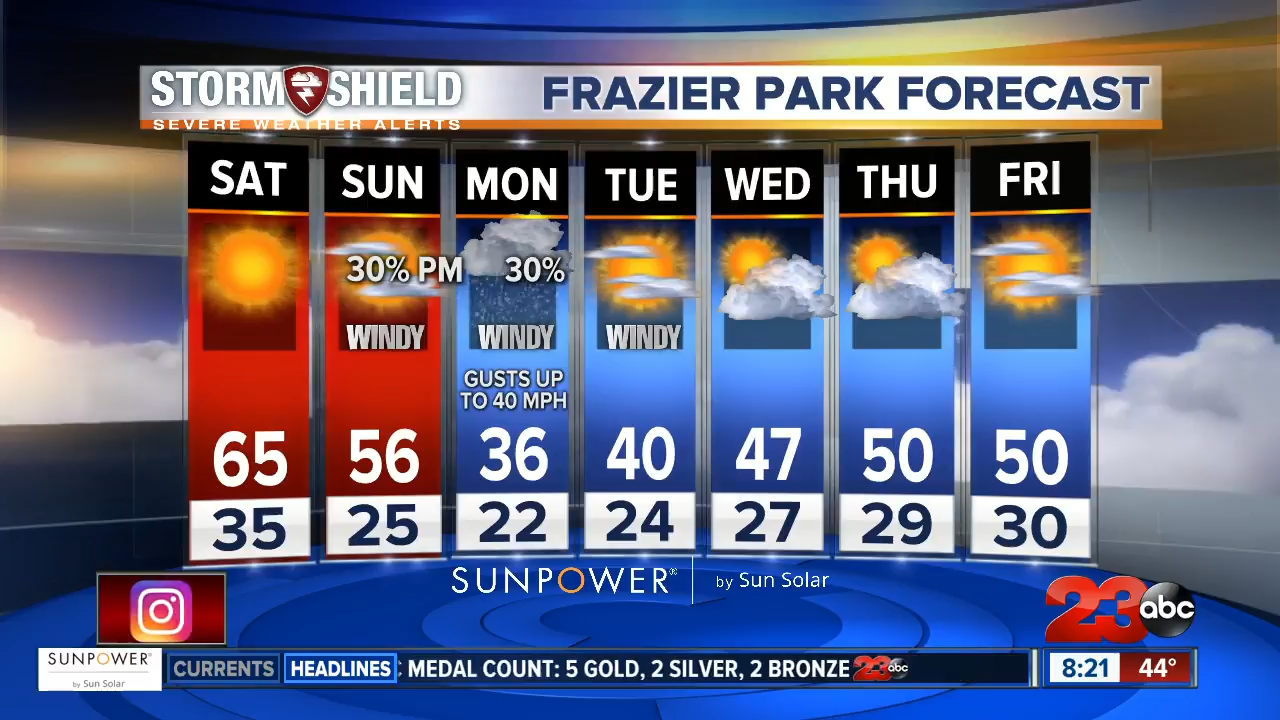 STORM SHIELD
SEVERE WEATHER ALERTS
FRAZIER PARK FORECAST
SAT SUN MON TUE WED THU FRI
30% PM 30%
WINDY WINDY WINDY
GUSTS UP
TO 40 MPH
65 56 36 40 47 50 50
35 25 22 24 27 29 30
SUNPOWER® by Sun Solar
23 abc
SUNPOWER®
by Sun Solar
CURRENTS HEADLINES MEDAL COUNT: 5 GOLD, 2 SILVER, 2 BRONZE 23 abc
8:21 44°